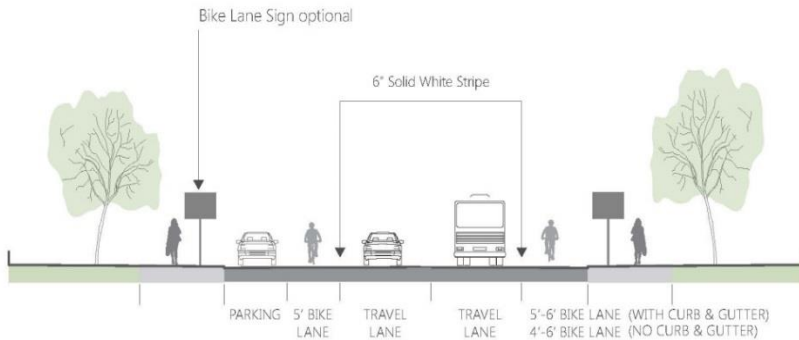 Bike Lane Sign optional
6" Solid White Stripe
PARKING
5' BIKE
LANE
TRAVEL
LANE
TRAVEL
LANE
5'-6' BIKE LANE (WITH CURB & GUTTER)
4'-6' BIKE LANE (NO CURB & GUTTER)